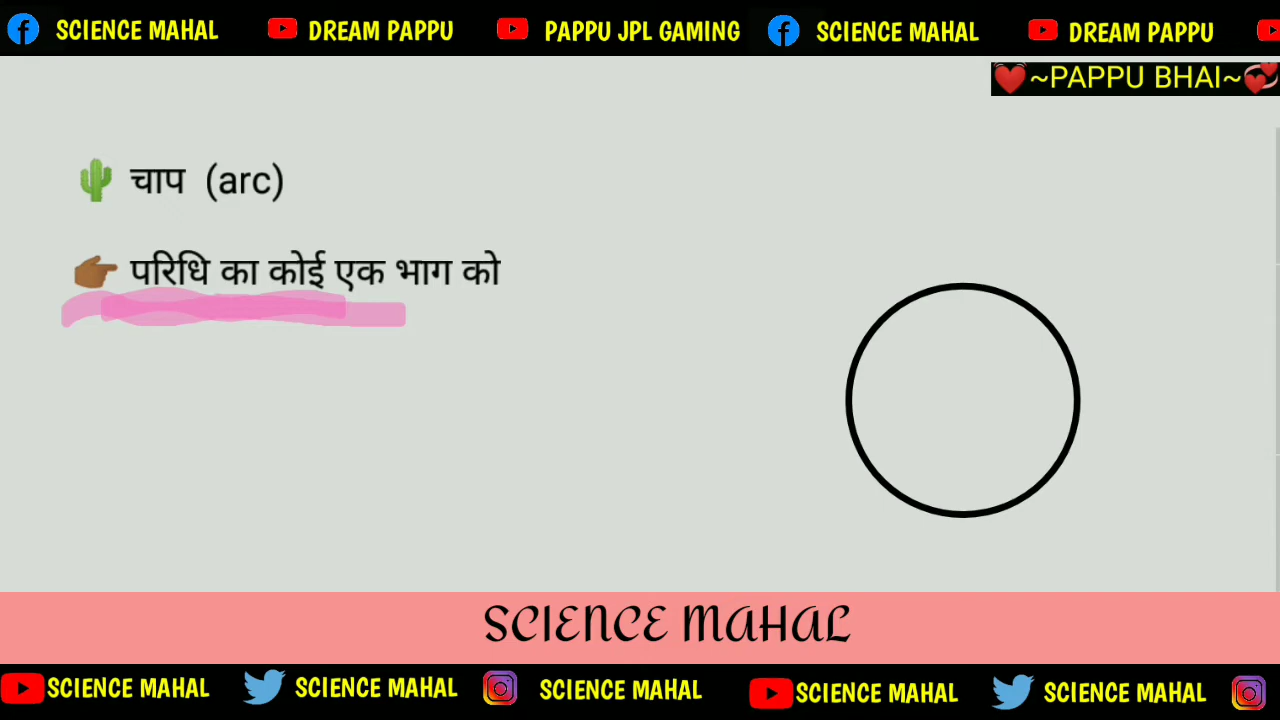 SCIENCE MAHAL DREAM PAPPU PAPPU JPL GAMING SCIENCE MAHAL DREAM PAPPU
~PAPPU BHAI~
चाप (arc)
परिधि का कोई एक भाग को
SCIENCE MAHAL
SCIENCE MAHAL SCIENCE MAHAL SCIENCE MAHAL SCIENCE MAHAL SCIENCE MAHAL